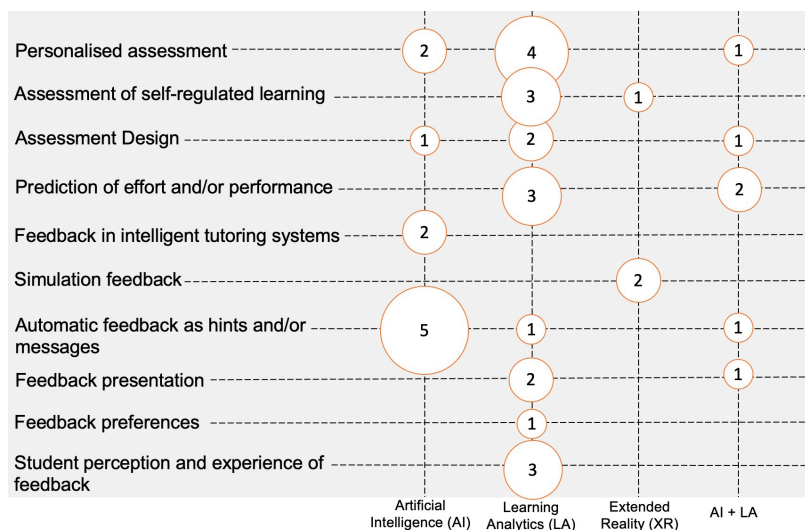 Personalised assessment 2 4 1
Assessment of self-regulated learning 3 1
Assessment Design 1 2 1
Prediction of effort and/or performance 3 2
Feedback in intelligent tutoring systems 2
Simulation feedback 2
Automatic feedback as hints and/or 5 1 1
messages
Feedback presentation 2 1
Feedback preferences 1
Student perception and experience of 3
feedback
Artificial Learning Extended AI + LA
Intelligence (AI) Analytics (LA) Reality (XR)